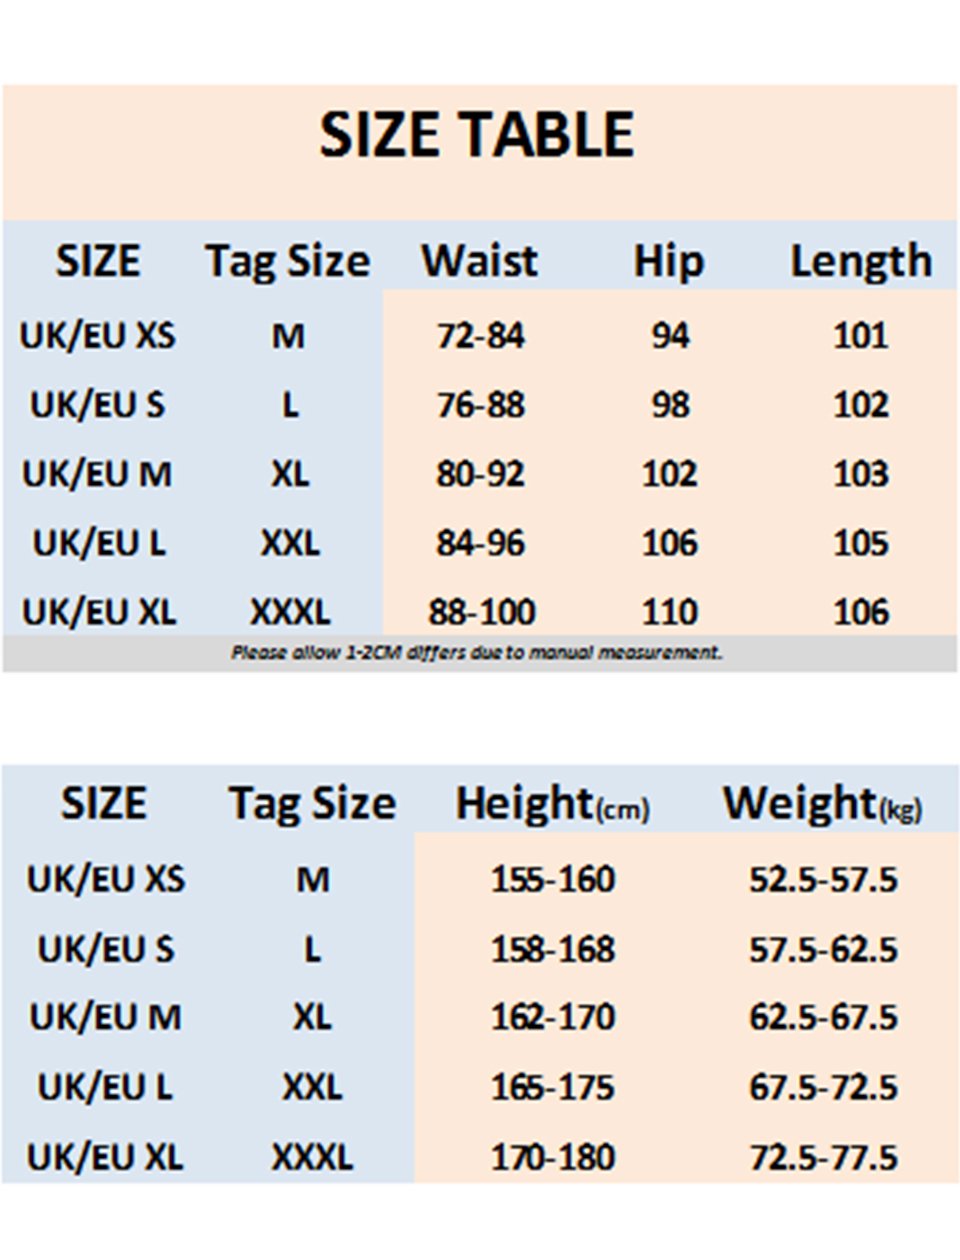 SIZE TABLE
SIZE Tag Size Waist Hip Length
UK/EU XS M 72-84 94 101
UK/EU S L 76-88 98 102
UK/EU M XL 80-92 102 103
UK/EU L XXL 84-96 106 105
UK/EU XL XXXL 88-100 110 106
Please allow 1-2CM differs due to manual measurement.
SIZE Tag Size Height(cm) Weight(kg)
UK/EU XS M 155-160 52.5-57.5
UK/EU S L 158-168 57.5-62.5
UK/EU M XL 162-170 62.5-67.5
UK/EU L XXL 165-175 67.5-72.5
UK/EU XL XXXL 170-180 72.5-77.5